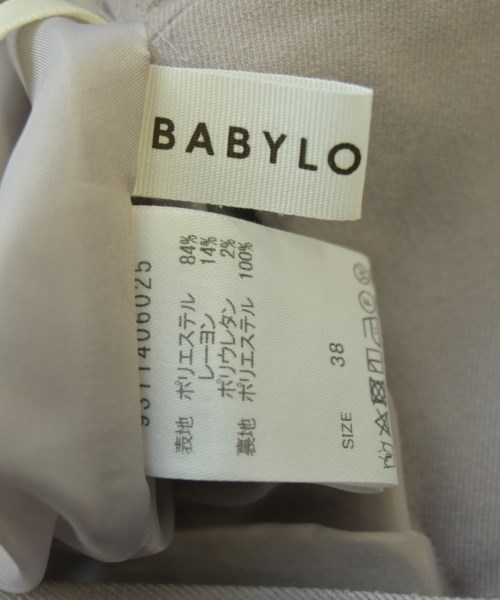 BABYLO
表地 ポリエステル 84%
レーヨン 14%
ポリウレタン 2%
裏地 ポリエステル 100%
SIZE 38